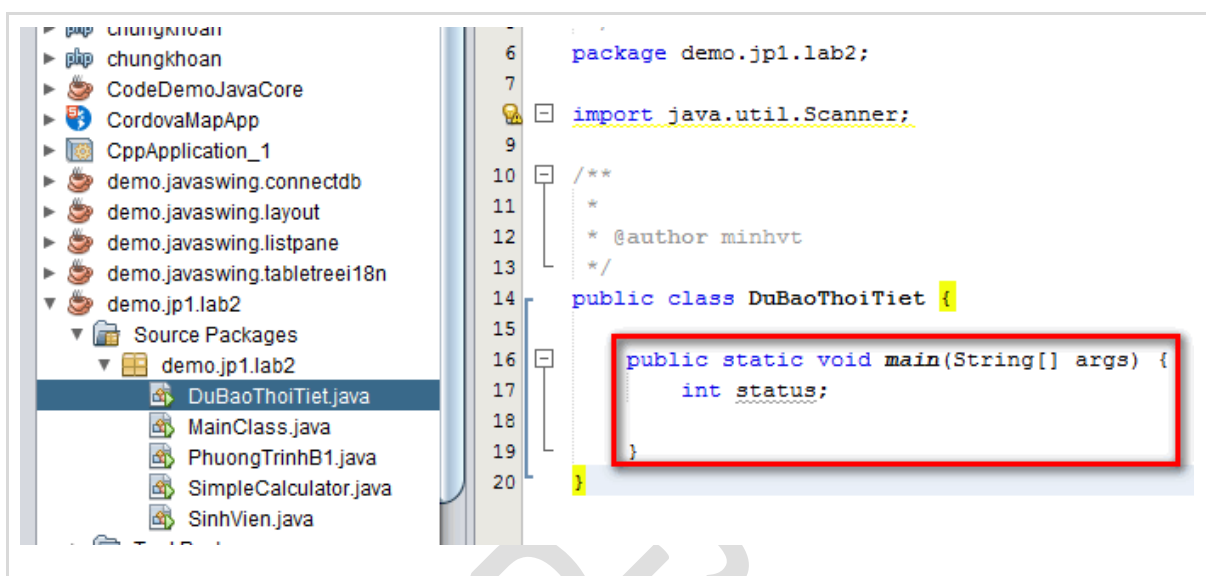 chungkhoan
chungkhoan
CodeDemoJavaCore
CordovaMapApp
CppApplication_1
demo.javaswing.connectdb
demo.javaswing.layout
demo.javaswing.listpane
demo.javaswing.tabletreei18n
demo.jp1.lab2
Source Packages
demo.jp1.lab2
DuBaoThoiTiet.java
MainClass.java
PhuongTrinhB1.java
SimpleCalculator.java
SinhVien.java
6 package demo.jp1.lab2;
7
import java.util.Scanner;
9
10 /**
11 *
12 * @author minhvt
13 */
14 public class DuBaoThoiTiet {
15
16 public static void main(String[] args) {
17 int status;
18
19 }
20 }